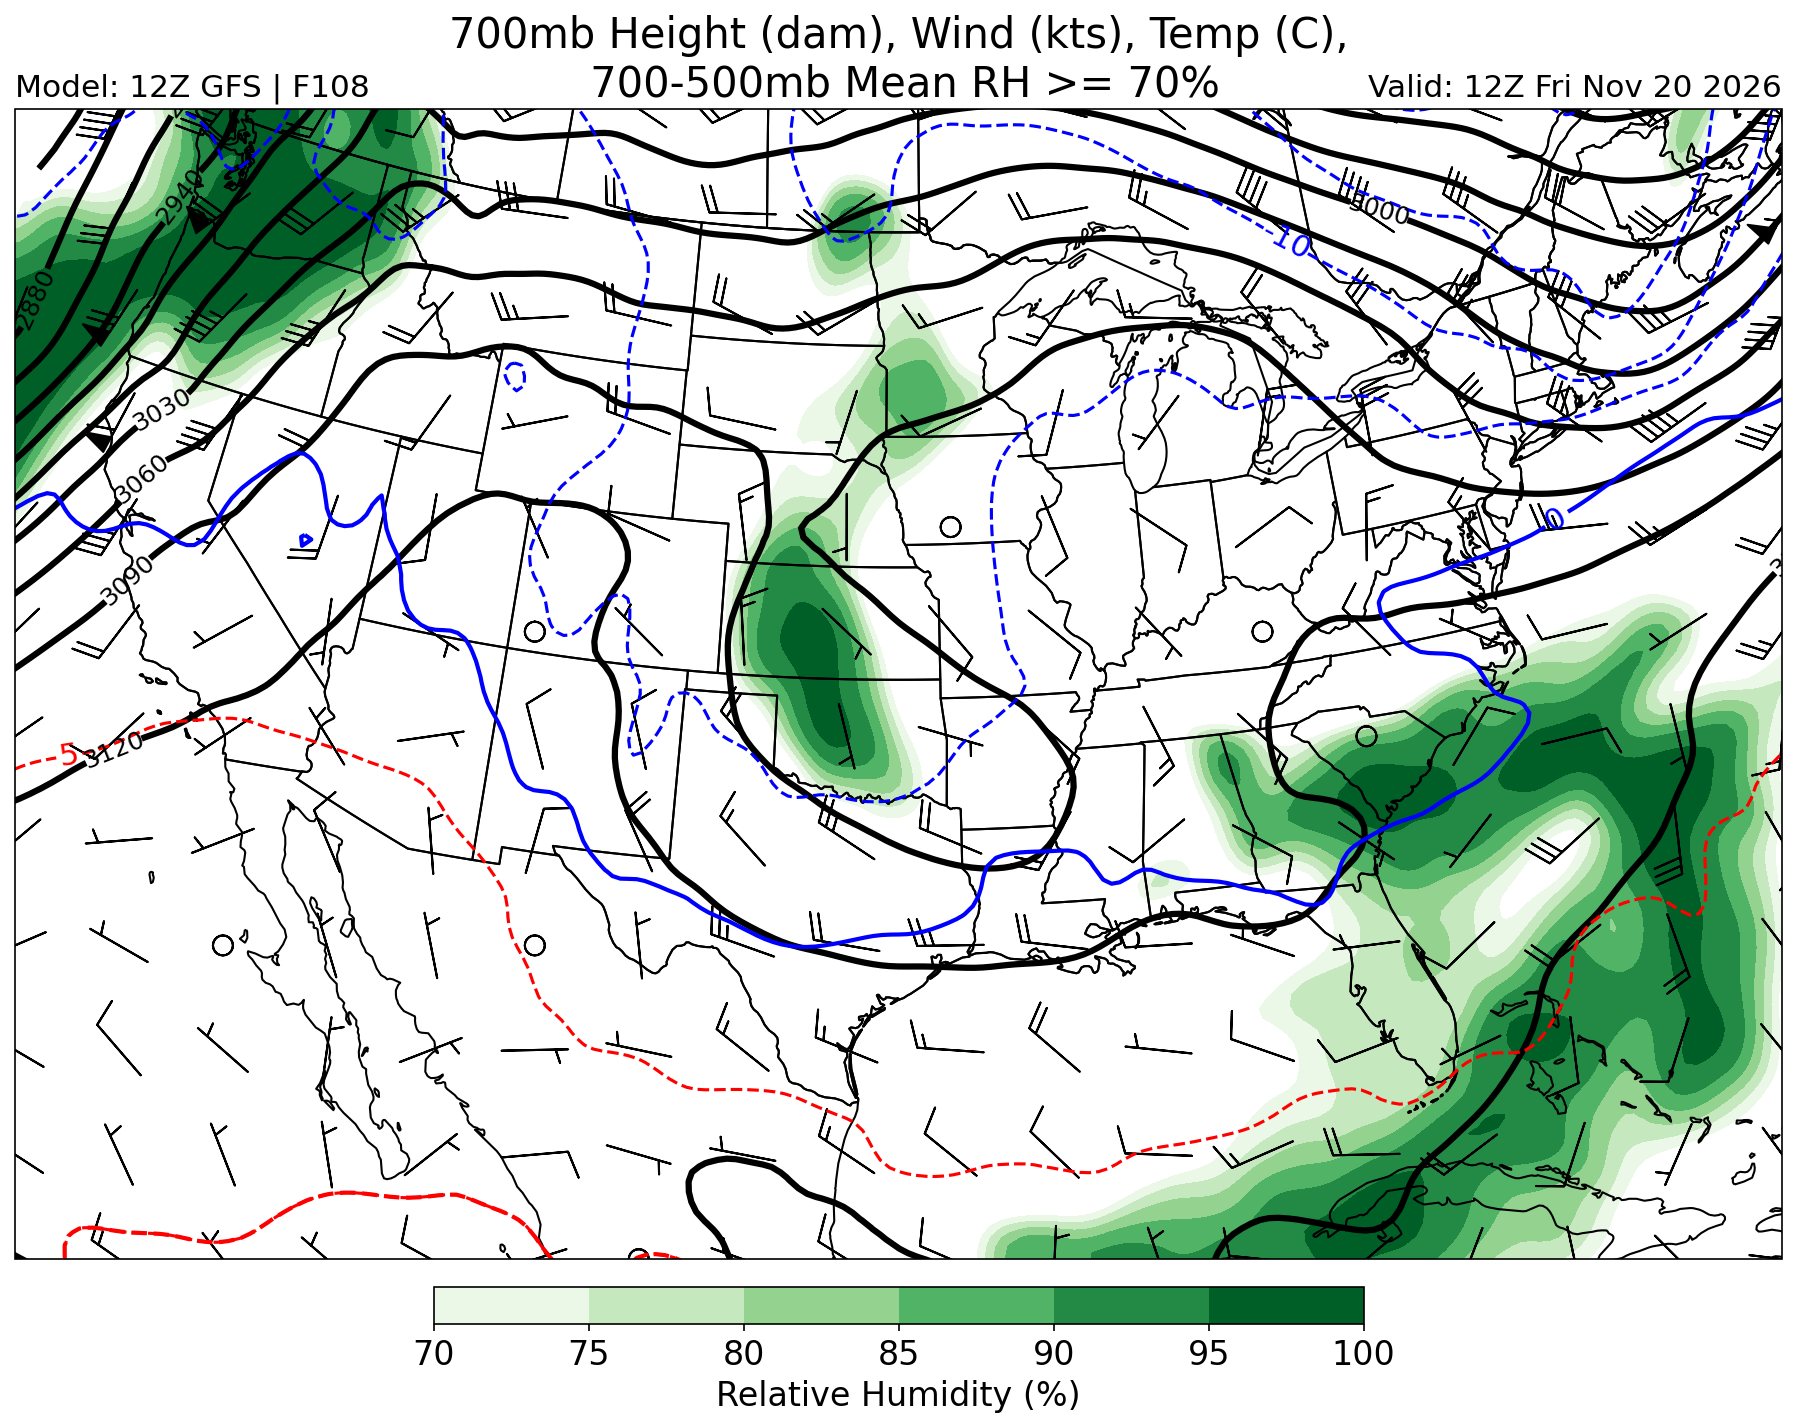 700mb Height (dam), Wind (kts), Temp (C),
700-500mb Mean RH >= 70%
Model: 12Z GFS | F108
Valid: 12Z Fri Nov 20 2026
2940
3000
10
2880
3030
3060
0
3090
5
3120
70 75 80 85 90 95 100
Relative Humidity (%)